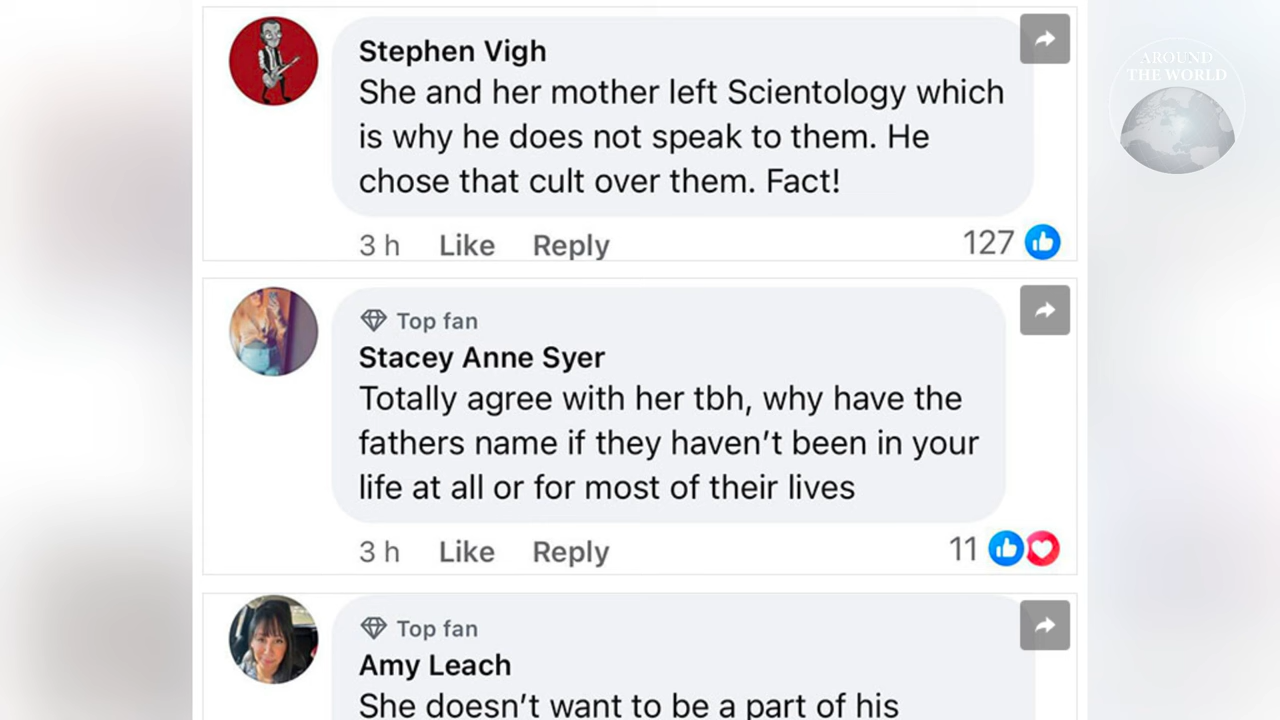 AROUND
THE WORLD
Stephen Vigh
She and her mother left Scientology which
is why he does not speak to them. He
chose that cult over them. Fact!
3 h Like Reply 127
Top fan
Stacey Anne Syer
Totally agree with her tbh, why have the
fathers name if they haven’t been in your
life at all or for most of their lives
3 h Like Reply 11
Top fan
Amy Leach
She doesn’t want to be a part of his